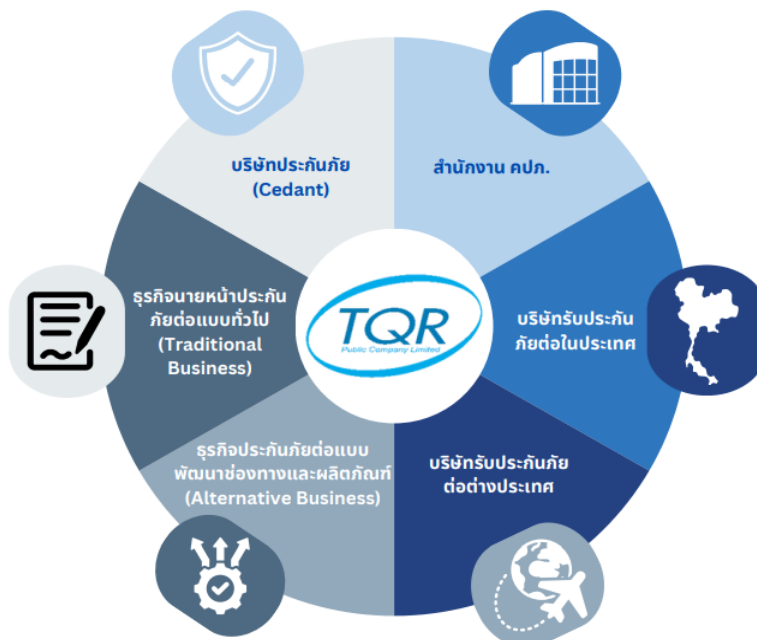 บริษัทประกันภัย
(Cedant)
สำนักงาน คปภ.
ธุรกิจนายหน้าประกัน
ภัยต่อแบบทั่วไป
(Traditional
Business)
TQR
Public Company Limited
บริษัทรับประกัน
ภัยต่อในประเทศ
ธุรกิจประกันภัยต่อแบบ
พัฒนาช่องทางและผลิตภัณฑ์
(Alternative Business)
บริษัทรับประกันภัย
ต่อต่างประเทศ